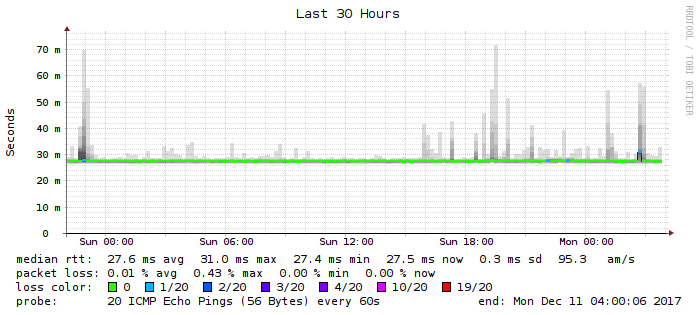 Last 30 Hours
RRDTOOL / TOBI OETIKER
Seconds
70 m
60 m
50 m
40 m
30 m
20 m
10 m
0
Sun 00:00 Sun 06:00 Sun 12:00 Sun 18:00 Mon 00:00
median rtt: 27.6 ms avg 31.0 ms max 27.4 ms min 27.5 ms now 0.3 ms sd 95.3 am/s
packet loss: 0.01 % avg 0.43 % max 0.00 % min 0.00 % now
loss color: 0 1/20 2/20 3/20 4/20 10/20 19/20
probe: 20 ICMP Echo Pings (56 Bytes) every 60s end: Mon Dec 11 04:00:06 2017